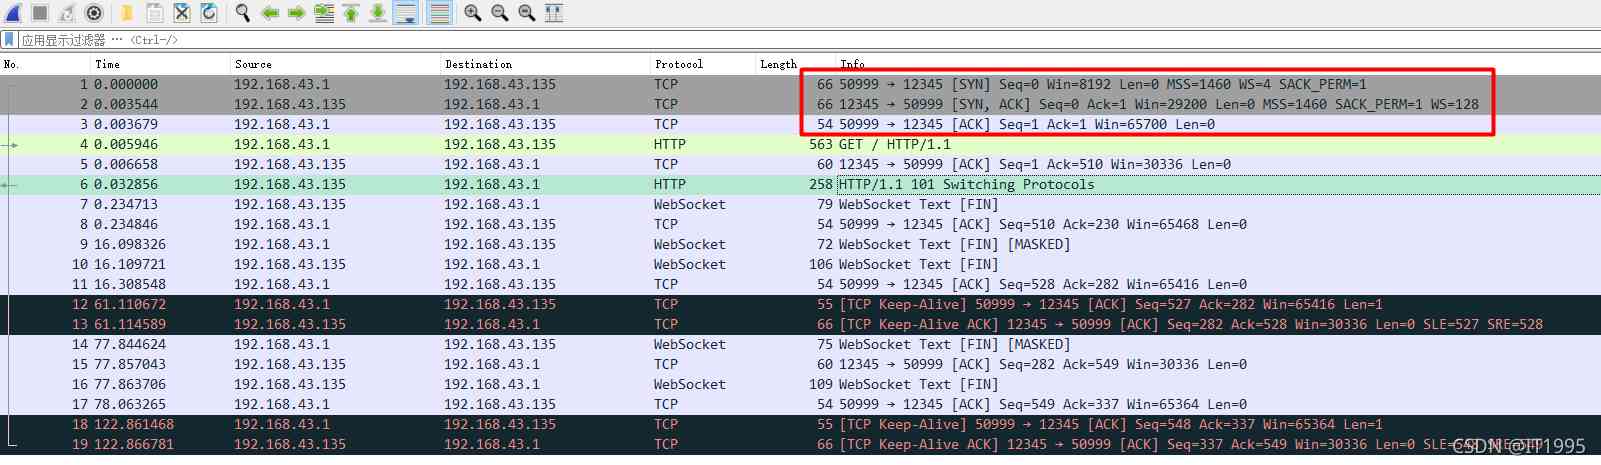 应用显示过滤器 … <Ctrl-/>
No. Time Source Destination Protocol Length Info
1 0.000000 192.168.43.1 192.168.43.135 TCP 66 50999 → 12345 [SYN] Seq=0 Win=8192 Len=0 MSS=1460 WS=4 SACK_PERM=1
2 0.003544 192.168.43.135 192.168.43.1 TCP 66 12345 → 50999 [SYN, ACK] Seq=0 Ack=1 Win=29200 Len=0 MSS=1460 SACK_PERM=1 WS=128
3 0.003679 192.168.43.1 192.168.43.135 TCP 54 50999 → 12345 [ACK] Seq=1 Ack=1 Win=65700 Len=0
4 0.005946 192.168.43.1 192.168.43.135 HTTP 563 GET / HTTP/1.1
5 0.006658 192.168.43.135 192.168.43.1 TCP 60 12345 → 50999 [ACK] Seq=1 Ack=510 Win=30336 Len=0
6 0.032856 192.168.43.135 192.168.43.1 HTTP 258 HTTP/1.1 101 Switching Protocols
7 0.234713 192.168.43.135 192.168.43.1 WebSocket 79 WebSocket Text [FIN]
8 0.234846 192.168.43.1 192.168.43.135 TCP 54 50999 → 12345 [ACK] Seq=510 Ack=230 Win=65468 Len=0
9 16.098326 192.168.43.1 192.168.43.135 WebSocket 72 WebSocket Text [FIN] [MASKED]
10 16.109721 192.168.43.135 192.168.43.1 WebSocket 106 WebSocket Text [FIN]
11 16.308548 192.168.43.1 192.168.43.135 TCP 54 50999 → 12345 [ACK] Seq=528 Ack=282 Win=65416 Len=0
12 61.110672 192.168.43.1 192.168.43.135 TCP 55 [TCP Keep-Alive] 50999 → 12345 [ACK] Seq=527 Ack=282 Win=65416 Len=1
13 61.114589 192.168.43.135 192.168.43.1 TCP 66 [TCP Keep-Alive ACK] 12345 → 50999 [ACK] Seq=282 Ack=528 Win=30336 Len=0 SLE=527 SRE=528
14 77.844624 192.168.43.1 192.168.43.135 WebSocket 75 WebSocket Text [FIN] [MASKED]
15 77.857043 192.168.43.135 192.168.43.1 TCP 60 12345 → 50999 [ACK] Seq=282 Ack=549 Win=30336 Len=0
16 77.863706 192.168.43.135 192.168.43.1 WebSocket 109 WebSocket Text [FIN]
17 78.063265 192.168.43.1 192.168.43.135 TCP 54 50999 → 12345 [ACK] Seq=549 Ack=337 Win=65364 Len=0
18 122.861468 192.168.43.1 192.168.43.135 TCP 55 [TCP Keep-Alive] 50999 → 12345 [ACK] Seq=548 Ack=337 Win=65364 Len=1
19 122.866781 192.168.43.135 192.168.43.1 TCP 66 [TCP Keep-Alive ACK] 12345 → 50999 [ACK] Seq=337 Ack=549 Win=30336 Len=0
CSDN @IT1995